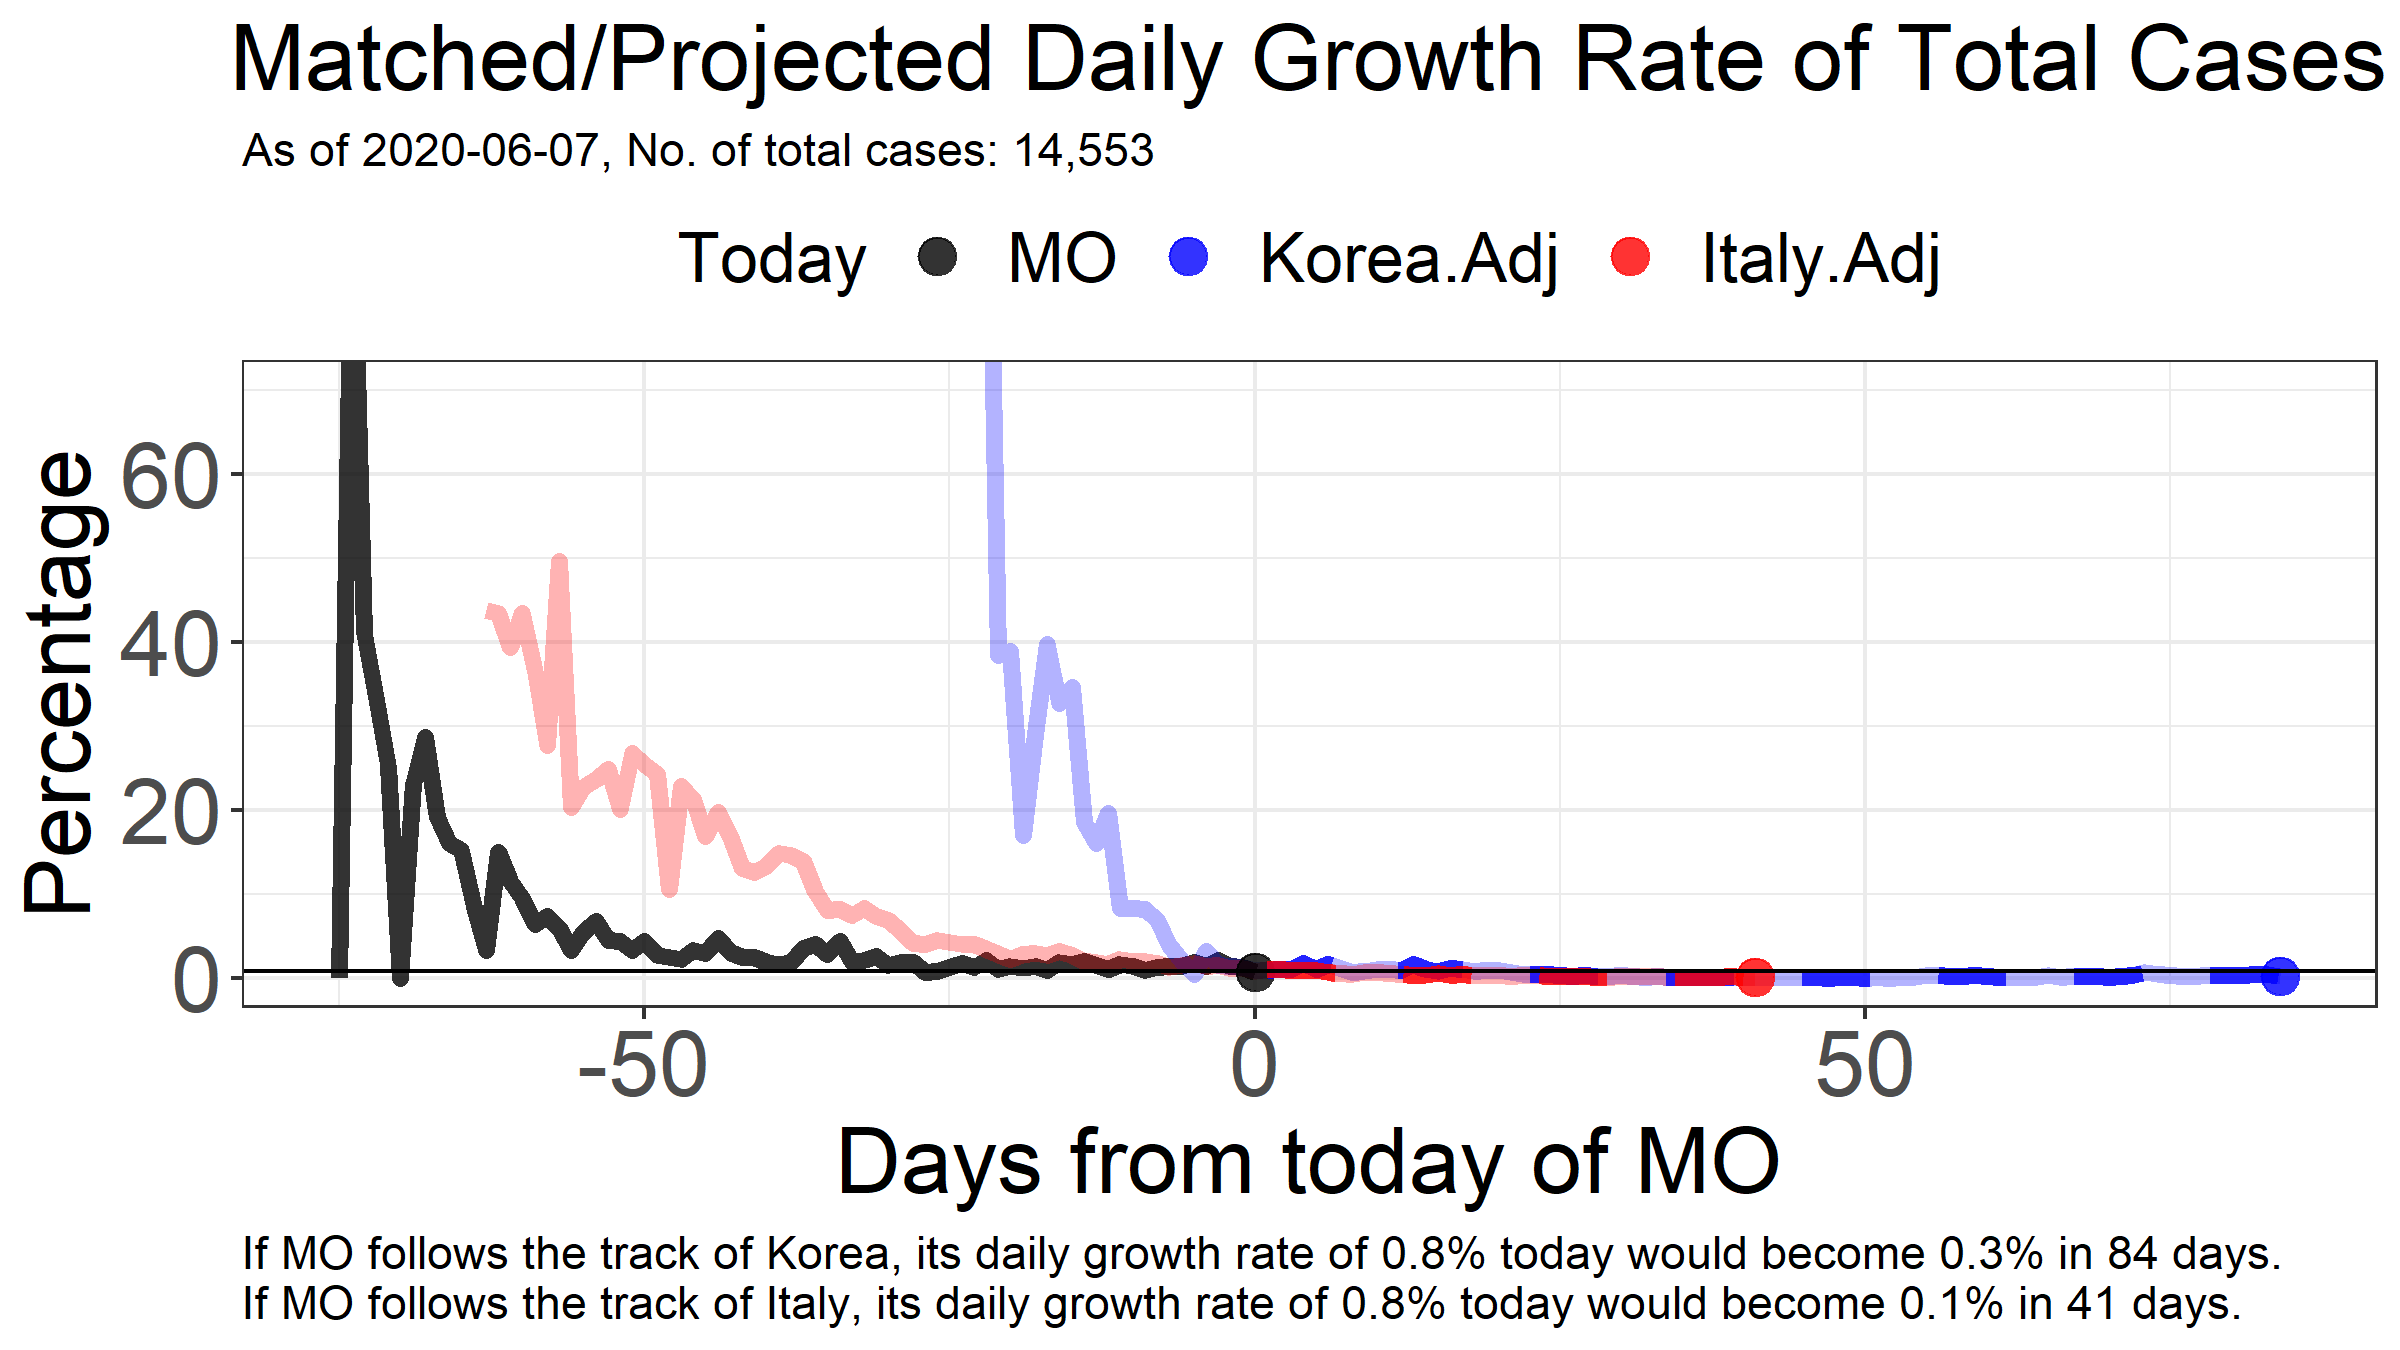 Matched/Projected Daily Growth Rate of Total Cases
As of 2020-06-07, No. of total cases: 14,553
Today MO Korea.Adj Italy.Adj
Percentage
60
40
20
0
-50 0 50
Days from today of MO
If MO follows the track of Korea, its daily growth rate of 0.8% today would become 0.3% in 84 days.
If MO follows the track of Italy, its daily growth rate of 0.8% today would become 0.1% in 41 days.